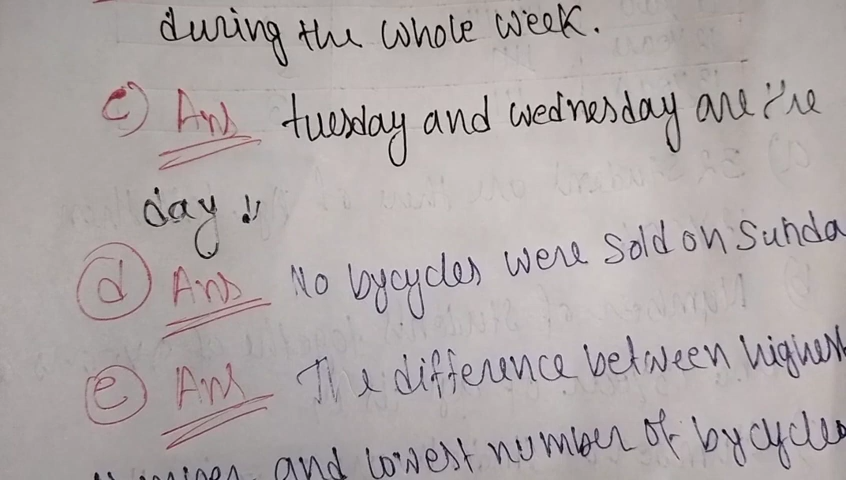 during the whole week.
c) Ans tuesday and wednesday are the
day !!
d Ans No bycycles were sold on Sunda
e Ans The difference between highest
and lowest number of bycycles